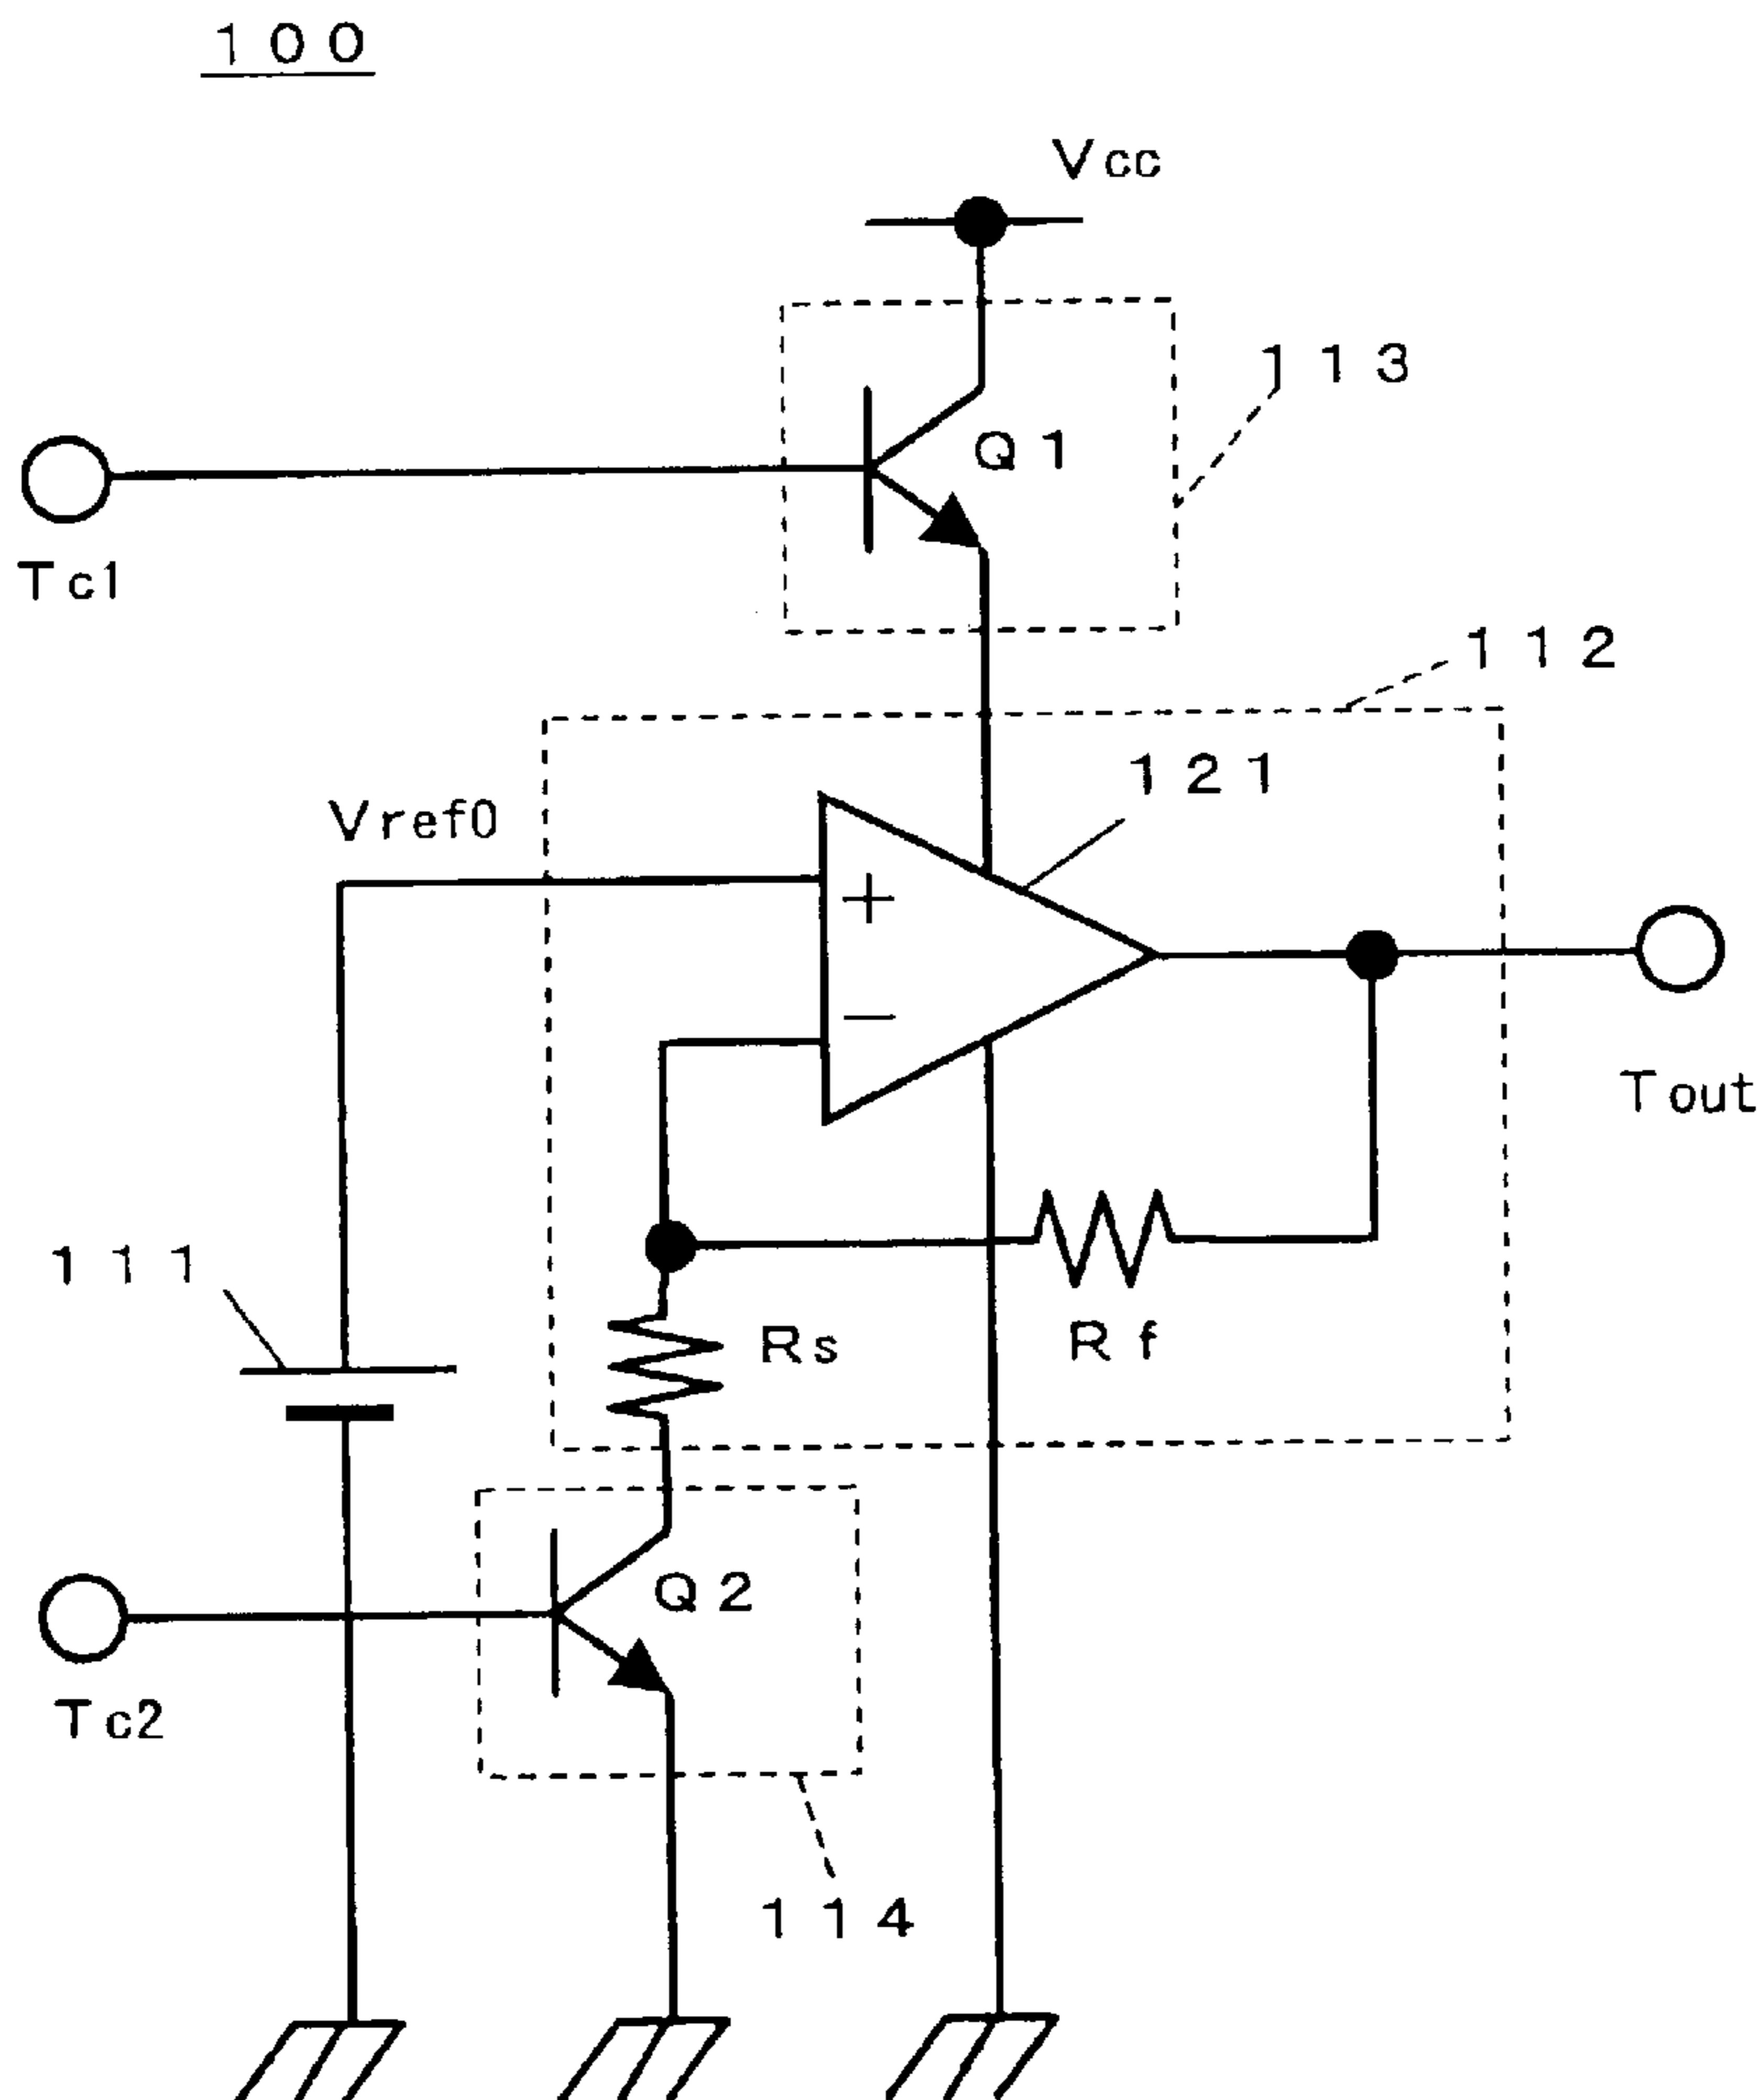 100
Vcc
113
Q1
Tc1
112
121
Vref0
+
−
Tout
111
Rs
Rf
Q2
Tc2
114